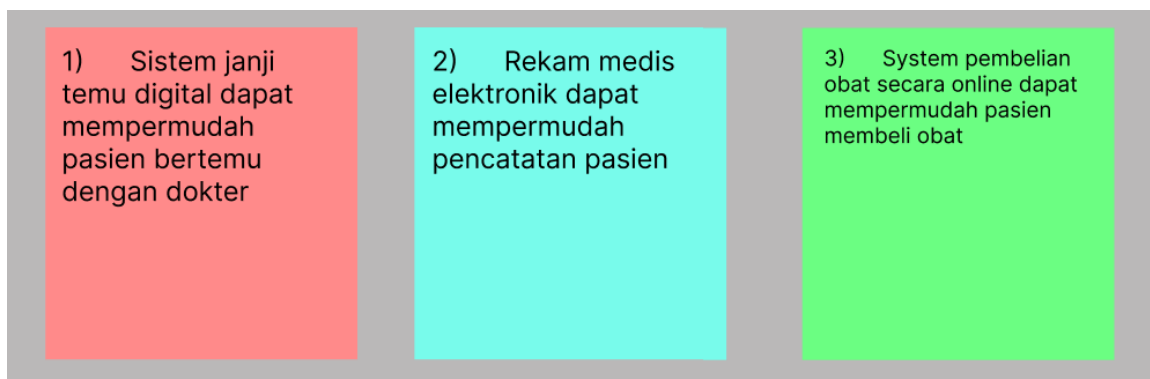 1) Sistem janji
temu digital dapat
mempermudah
pasien bertemu
dengan dokter
2) Rekam medis
elektronik dapat
mempermudah
pencatatan pasien
3) System pembelian
obat secara online dapat
mempermudah pasien
membeli obat